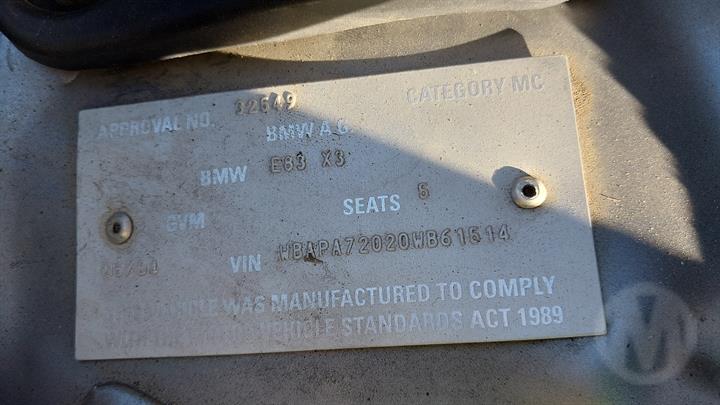 APPROVAL NO. 32649 CATEGORY MC
BMW A G
BMW E83 X3
GVM SEATS 5
VIN WBAPA72020WB61514
WAS MANUFACTURED TO COMPLY
VEHICLE STANDARDS ACT 1989